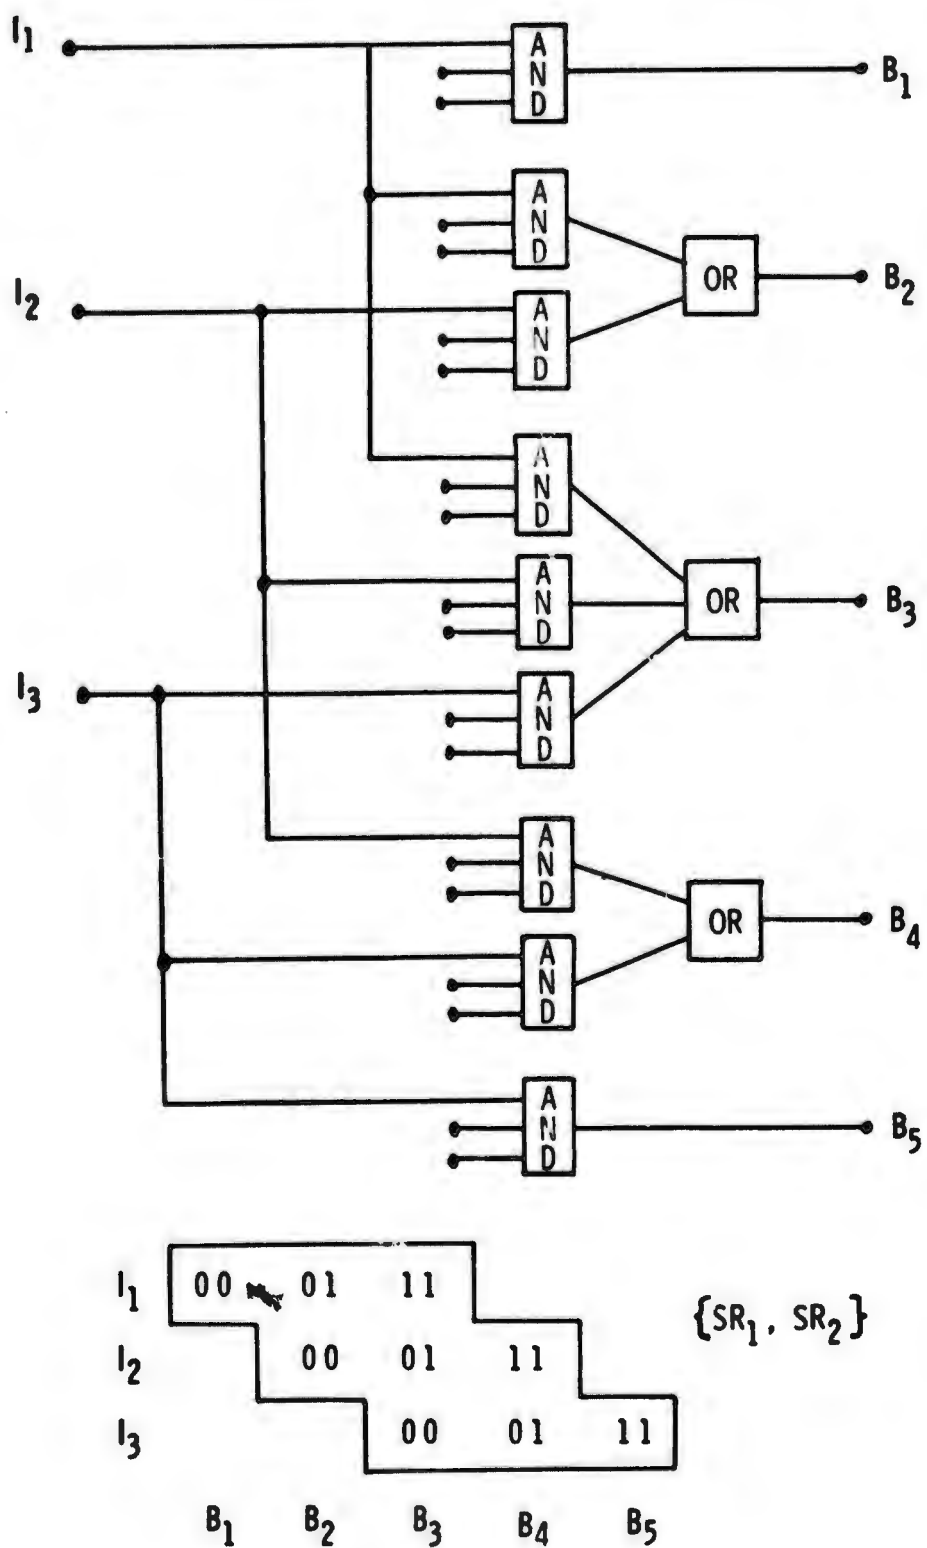 I1
AND
B1
AND
I2
AND
OR
B2
AND
AND
OR
B3
I3
AND
AND
AND
OR
B4
AND
B5
I1 00 01 11
{SR1, SR2}
I2 00 01 11
I3 00 01 11
B1 B2 B3 B4 B5